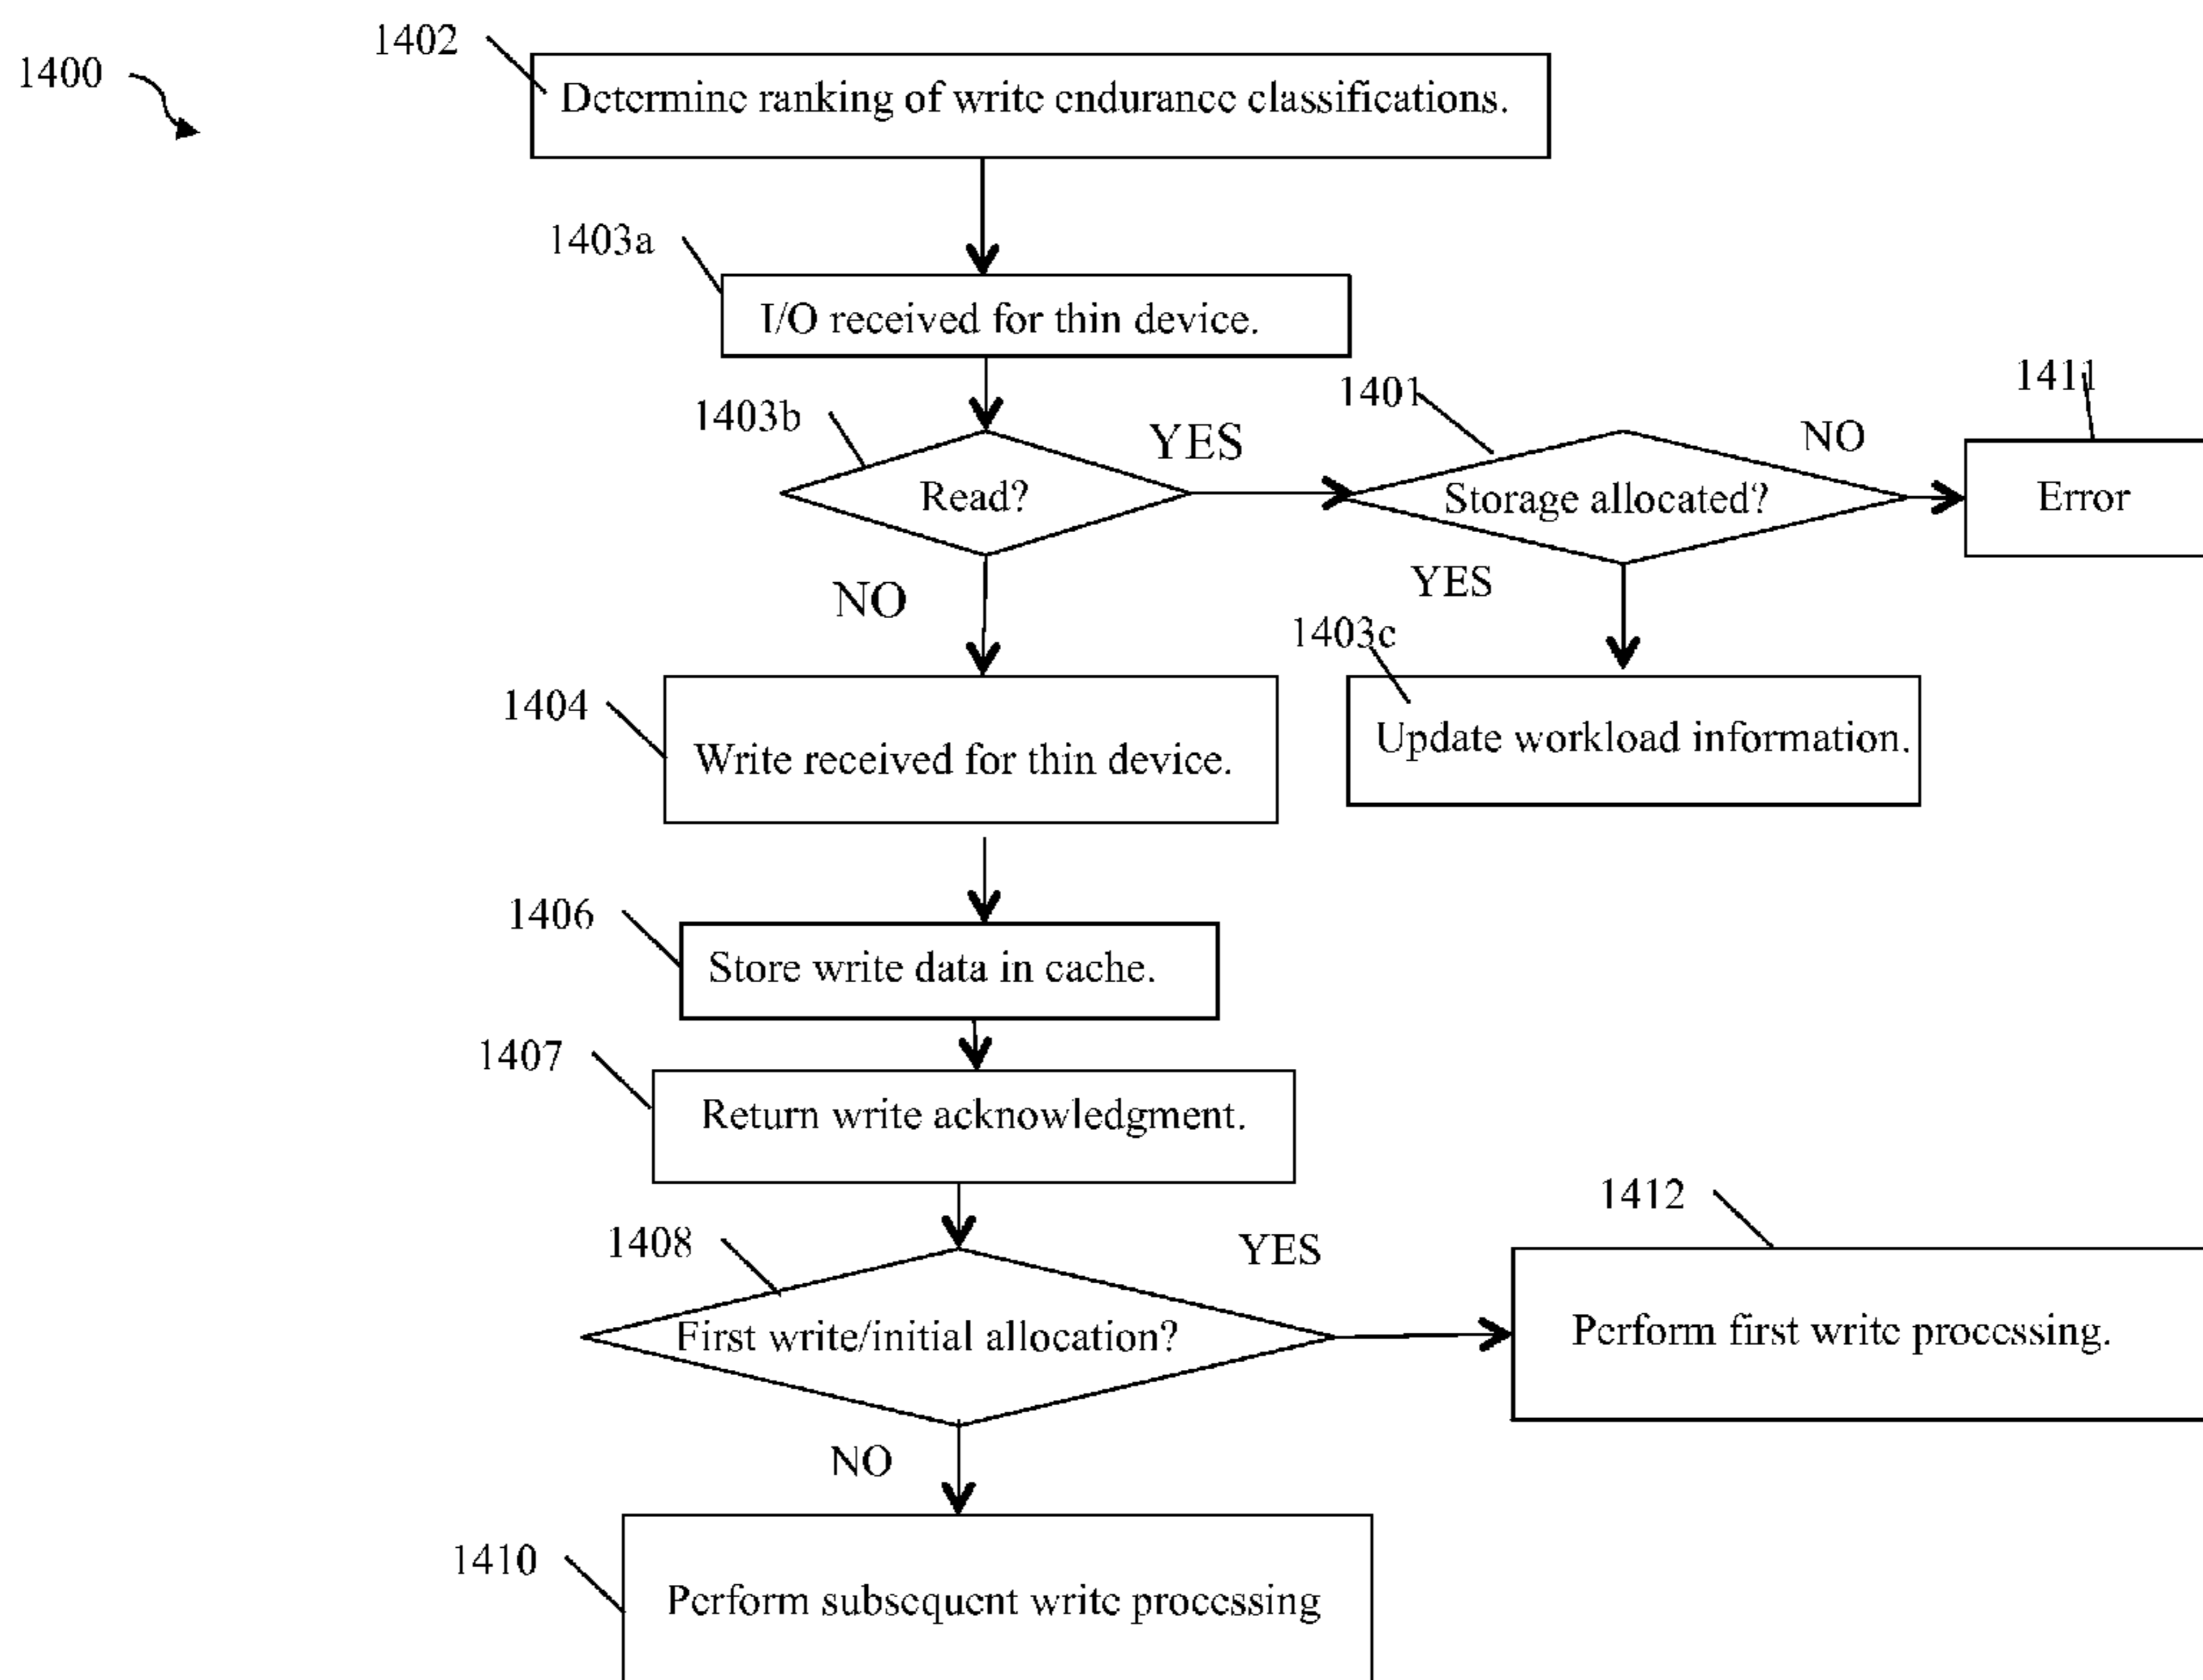 1402
1400
Determine ranking of write endurance classifications.
1403a
I/O received for thin device.
1401
1411
1403b
YES
NO
Read?
Storage allocated?
Error
NO
YES
1403c
1404
Write received for thin device.
Update workload information.
1406
Store write data in cache.
1407
Return write acknowledgment.
1412
1408
YES
First write/initial allocation?
Perform first write processing.
NO
1410
Perform subsequent write processing